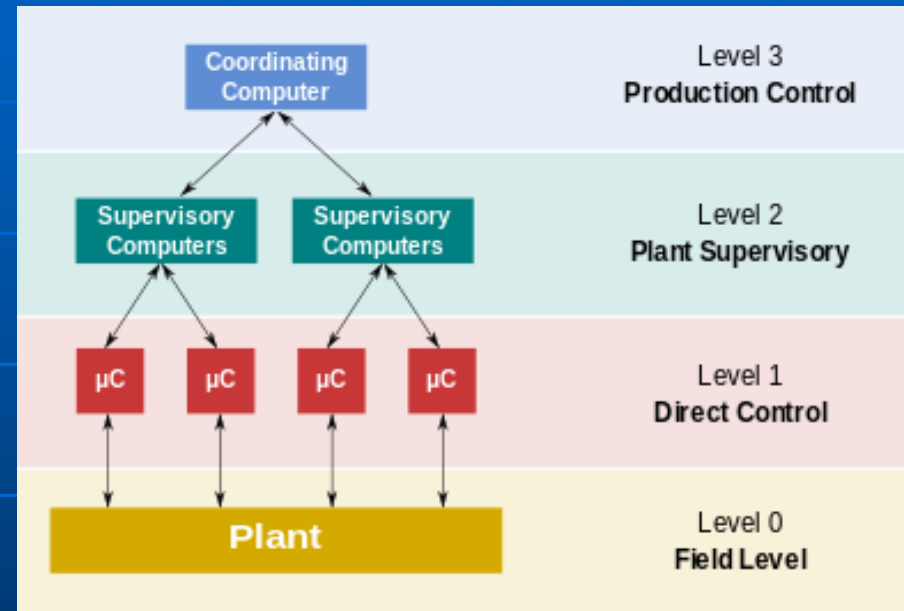 Coordinating
Computer
Level 3
Production Control
Supervisory
Computers
Supervisory
Computers
Level 2
Plant Supervisory
µC
µC
µC
µC
Level 1
Direct Control
Plant
Level 0
Field Level